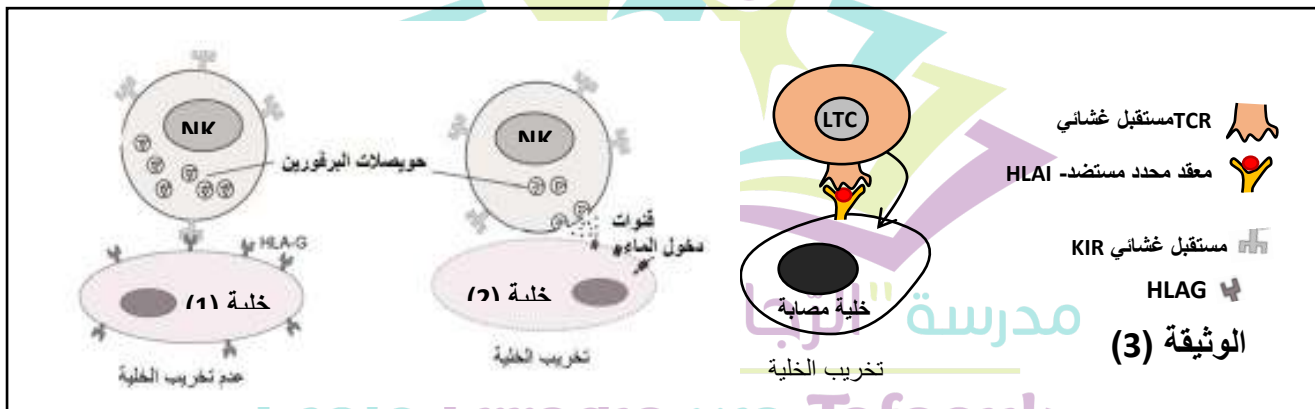 NK
حويصلات البرفورين
HLA-G
خلية (1)
عدم تخريب الخلية
NK
قنوات
دخول الماء
خلية (2)
تخريب الخلية
LTC
خلية مصابة
تخريب الخلية
TCRمستقبل غشائي
معقد محدد مستضد- HLAI
مستقبل غشائي KIR
HLAG
الوثيقة (3)
مدرسة "الرجا